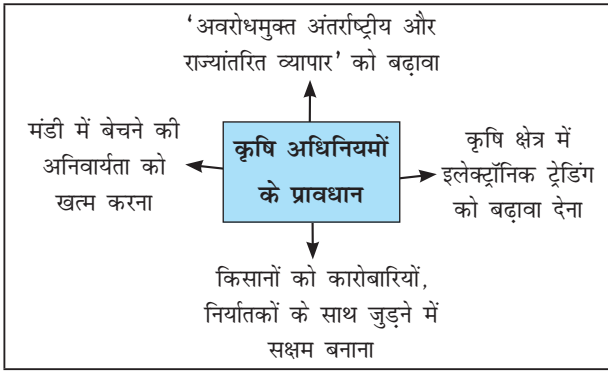 ‘अवरोधमुक्त अंतर्राष्ट्रीय और
राज्यांतरित व्यापार’ को बढ़ावा
मंडी में बेचने की
अनिवार्यता को
खत्म करना
कृषि अधिनियमों
के प्रावधान
कृषि क्षेत्र में
इलेक्ट्रॉनिक ट्रेडिंग
को बढ़ावा देना
किसानों को कारोबारियों,
निर्यातकों के साथ जुड़ने में
सक्षम बनाना